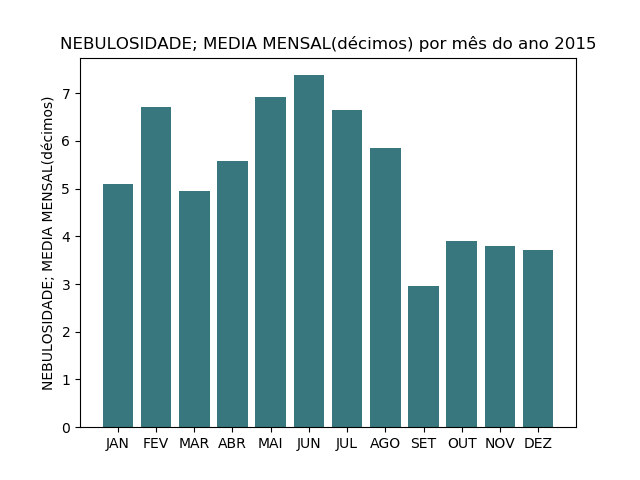 NEBULOSIDADE; MEDIA MENSAL(décimos) por mês do ano 2015
NEBULOSIDADE; MEDIA MENSAL(décimos)
7
6
5
4
3
2
1
0
JAN FEV MAR ABR MAI JUN JUL AGO SET OUT NOV DEZ